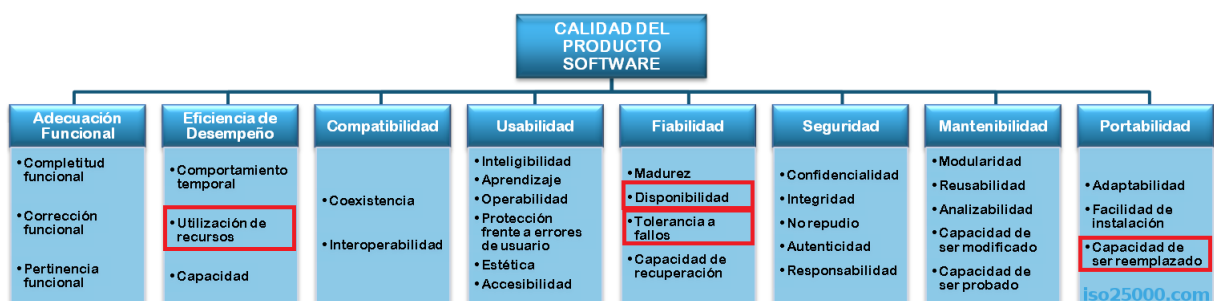 CALIDAD DEL
PRODUCTO
SOFTWARE
Adecuación
Funcional
• Completitud
funcional
• Corrección
funcional
• Pertinencia
funcional
Eficiencia de
Desempeño
• Comportamiento
temporal
• Utilización de
recursos
• Capacidad
Compatibilidad
• Coexistencia
• Interoperabilidad
Usabilidad
• Inteligibilidad
• Aprendizaje
• Operabilidad
• Protección
frente a errores
de usuario
• Estética
• Accesibilidad
Fiabilidad
• Madurez
• Disponibilidad
• Tolerancia a
fallos
• Capacidad de
recuperación
Seguridad
• Confidencialidad
• Integridad
• No repudio
• Autenticidad
• Responsabilidad
Mantenibilidad
• Modularidad
• Reusabilidad
• Analizabilidad
• Capacidad de
ser modificado
• Capacidad de
ser probado
Portabilidad
• Adaptabilidad
• Facilidad de
instalación
• Capacidad de
ser reemplazado
iso25000.com